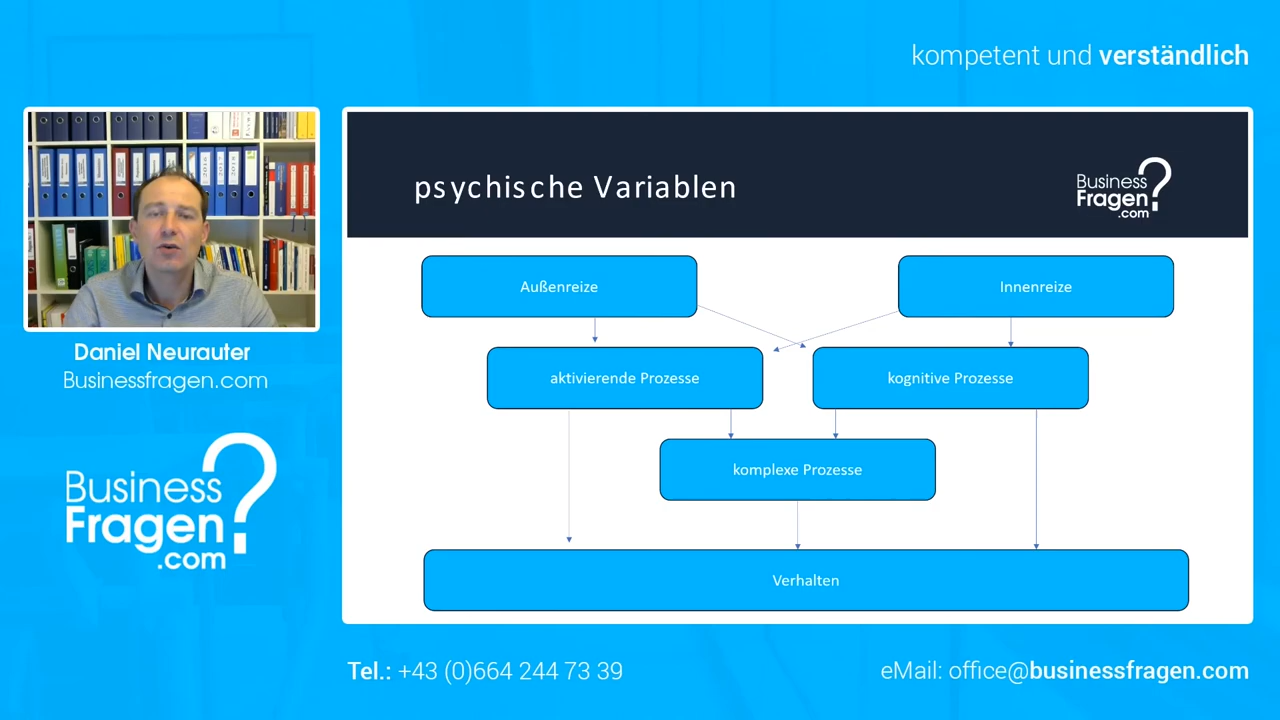 kompetent und verständlich
Daniel Neurauter
Businessfragen.com
Business
Fragen
.com
psychische Variablen
Business
Fragen
.com
Außenreize
Innenreize
aktivierende Prozesse
kognitive Prozesse
komplexe Prozesse
Verhalten
Tel.: +43 (0)664 244 73 39
eMail: office@businessfragen.com